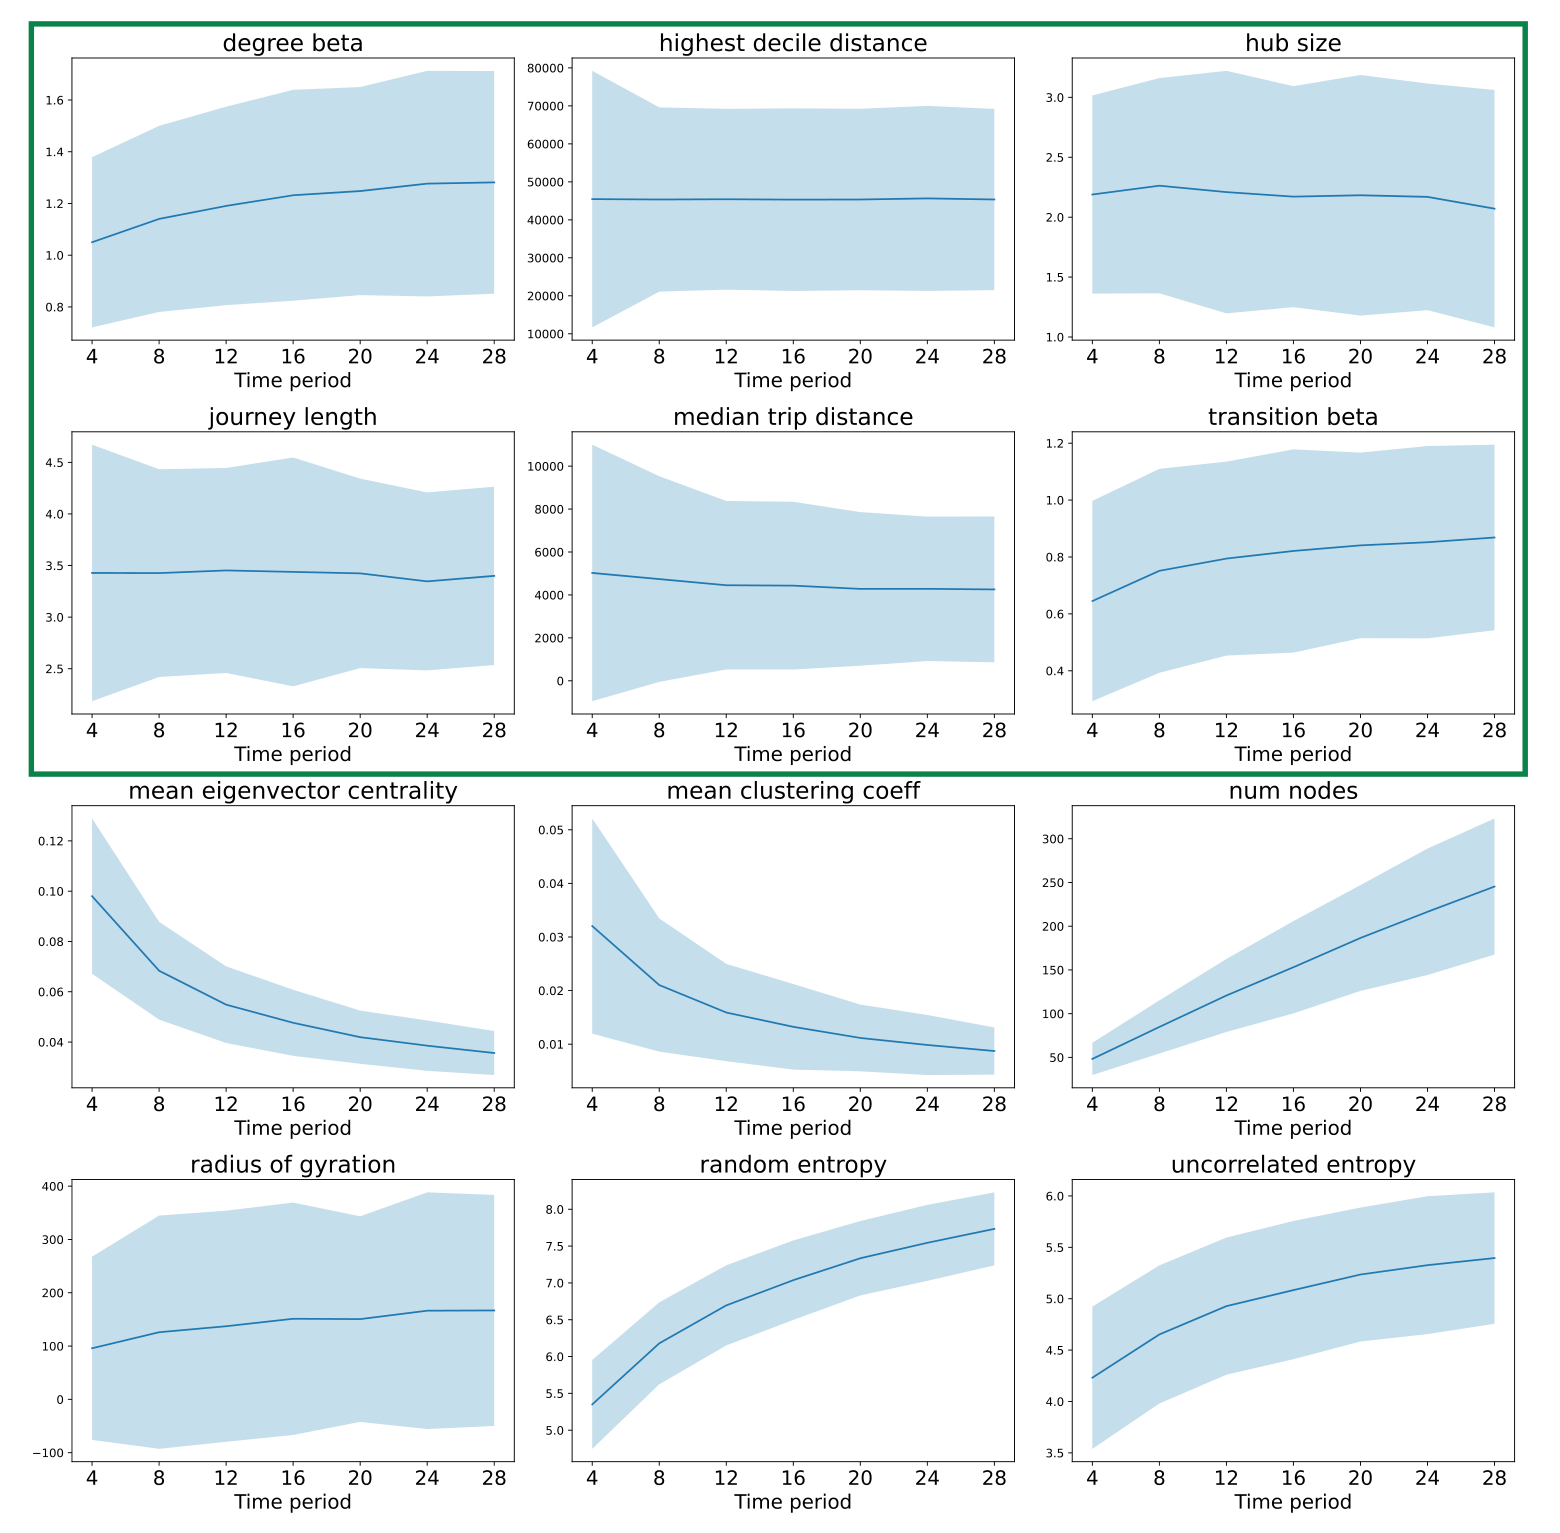 degree beta
1.6
1.4
1.2
1.0
0.8
4 8 12 16 20 24 28
Time period
highest decile distance
80000
70000
60000
50000
40000
30000
20000
10000
4 8 12 16 20 24 28
Time period
hub size
3.0
2.5
2.0
1.5
1.0
4 8 12 16 20 24 28
Time period
journey length
4.5
4.0
3.5
3.0
2.5
4 8 12 16 20 24 28
Time period
median trip distance
10000
8000
6000
4000
2000
0
4 8 12 16 20 24 28
Time period
transition beta
1.2
1.0
0.8
0.6
0.4
4 8 12 16 20 24 28
Time period
mean eigenvector centrality
0.12
0.10
0.08
0.06
0.04
4 8 12 16 20 24 28
Time period
mean clustering coeff
0.05
0.04
0.03
0.02
0.01
4 8 12 16 20 24 28
Time period
num nodes
300
250
200
150
100
50
4 8 12 16 20 24 28
Time period
radius of gyration
400
300
200
100
0
−100
4 8 12 16 20 24 28
Time period
random entropy
8.0
7.5
7.0
6.5
6.0
5.5
5.0
4 8 12 16 20 24 28
Time period
uncorrelated entropy
6.0
5.5
5.0
4.5
4.0
3.5
4 8 12 16 20 24 28
Time period